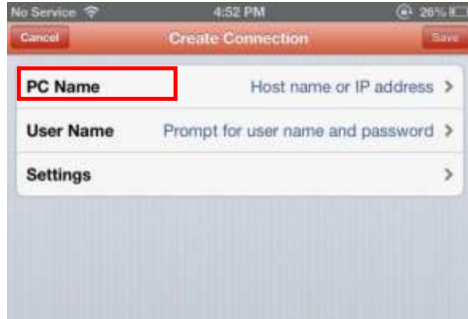 No Service 4:52 PM 26%
Cancel Create Connection Save
PC Name Host name or IP address >
User Name Prompt for user name and password >
Settings >